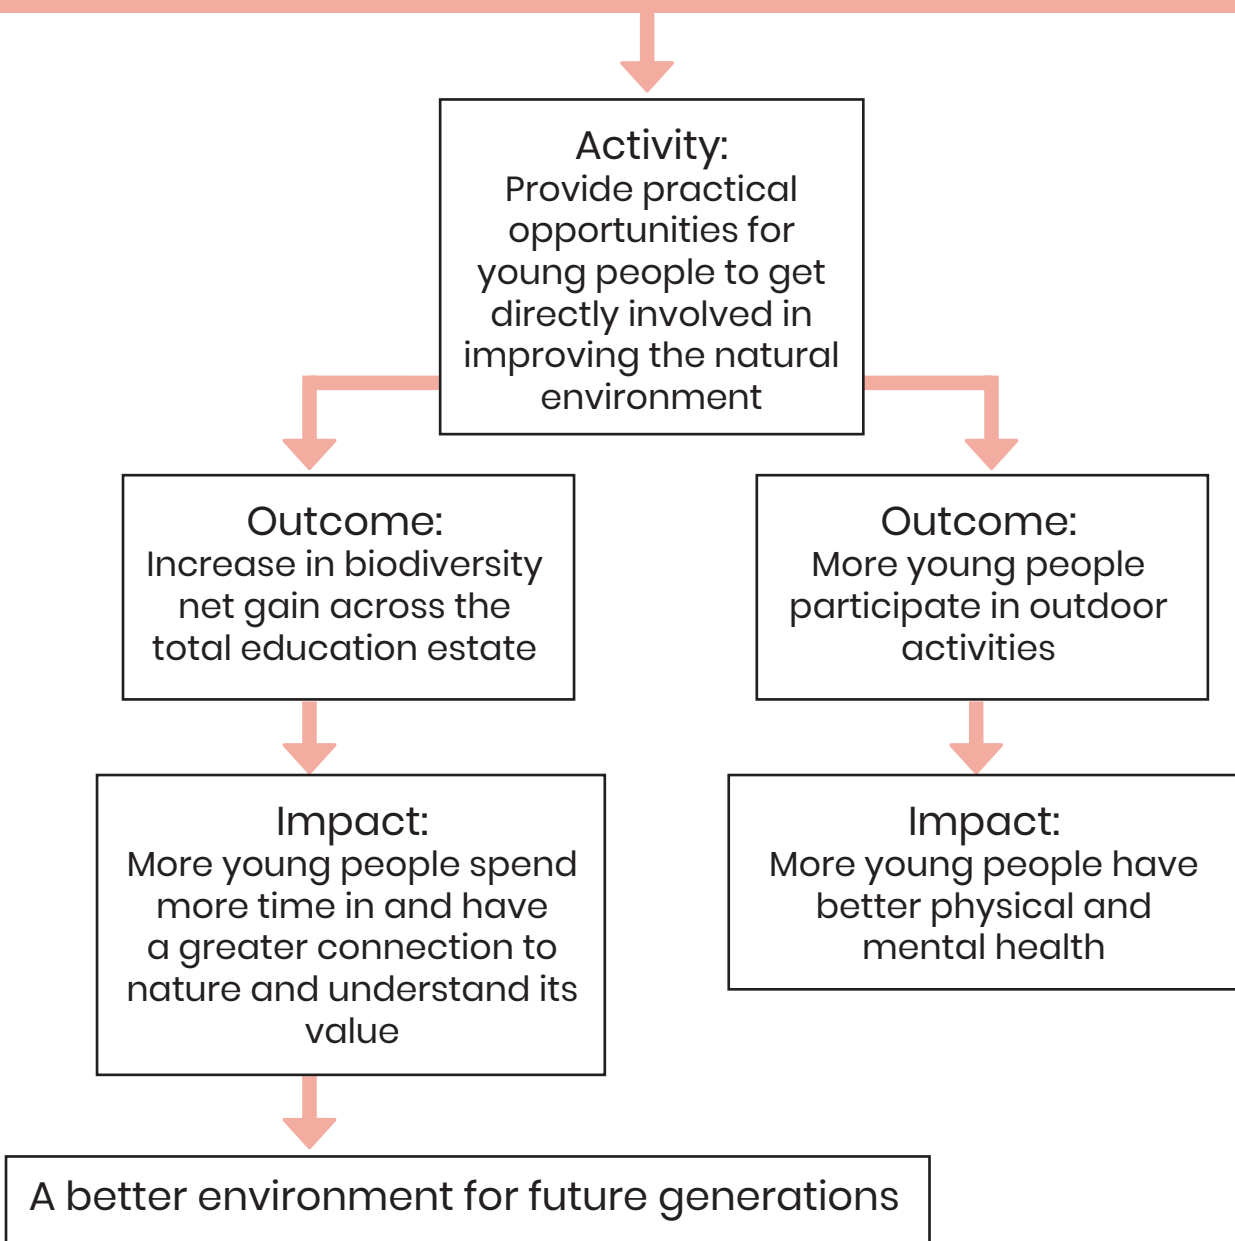 Activity:
Provide practical
opportunities for
young people to get
directly involved in
improving the natural
environment
Outcome:
Increase in biodiversity
net gain across the
total education estate
Outcome:
More young people
participate in outdoor
activities
Impact:
More young people spend
more time in and have
a greater connection to
nature and understand its
value
Impact:
More young people have
better physical and
mental health
A better environment for future generations